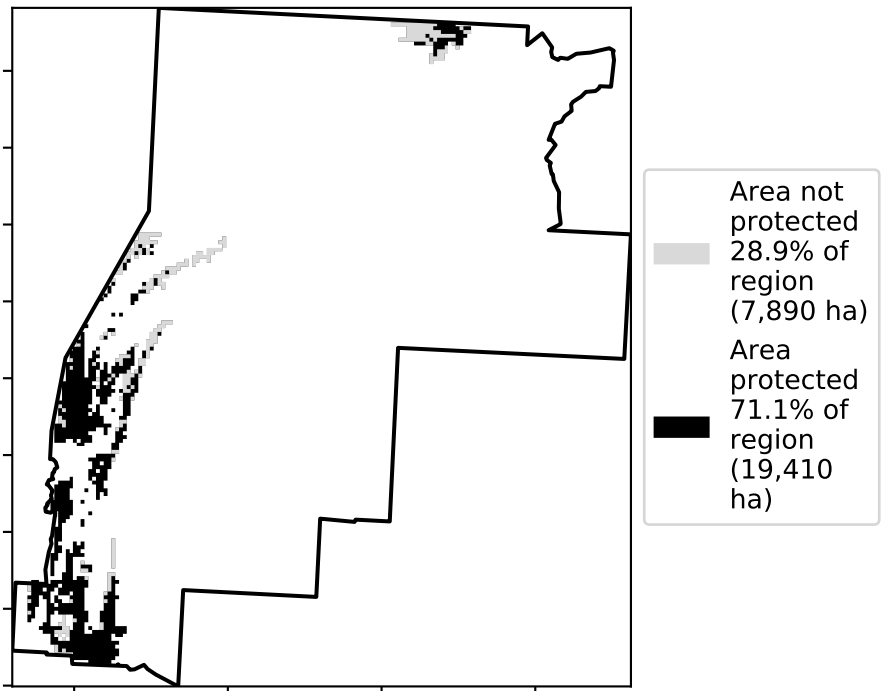 Area not
protected
28.9% of
region
(7,890 ha)
Area
protected
71.1% of
region
(19,410
ha)